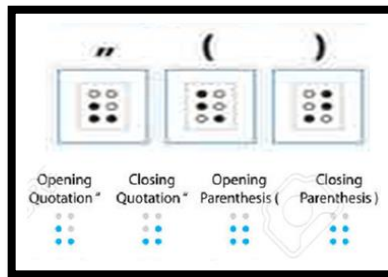 〃 ( )
Opening Closing Opening Closing
Quotation “ Quotation “ Parenthesis ( Parenthesis )
⠦ ⠴ ⠶ ⠶